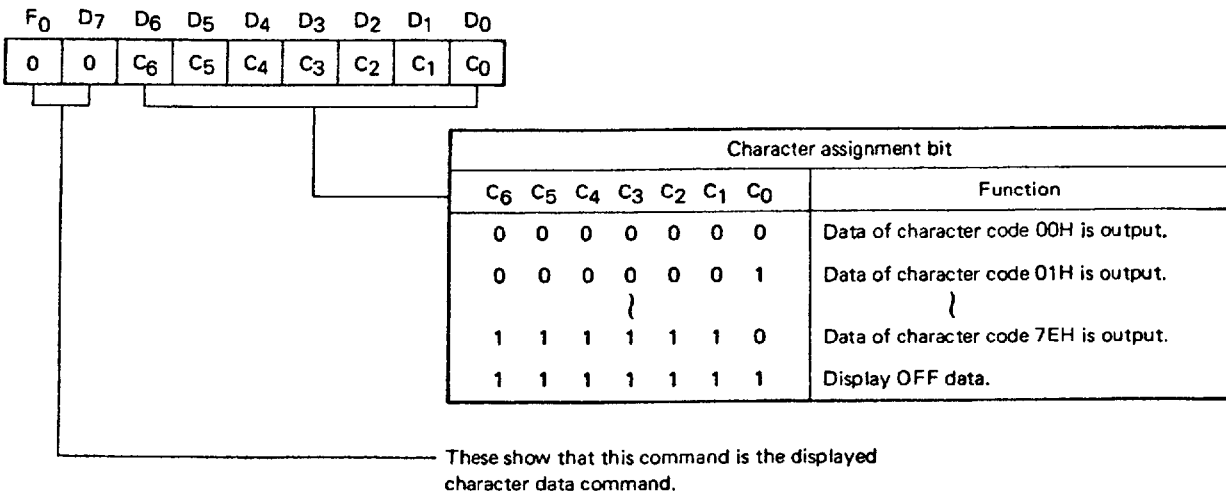 F0 D7 D6 D5 D4 D3 D2 D1 D0
0 0 C6 C5 C4 C3 C2 C1 C0
Character assignment bit
C6 C5 C4 C3 C2 C1 C0 Function
0 0 0 0 0 0 0 Data of character code 00H is output.
0 0 0 0 0 0 1 Data of character code 01H is output.
≀ ≀
1 1 1 1 1 1 0 Data of character code 7EH is output.
1 1 1 1 1 1 1 Display OFF data.
These show that this command is the displayed
character data command.